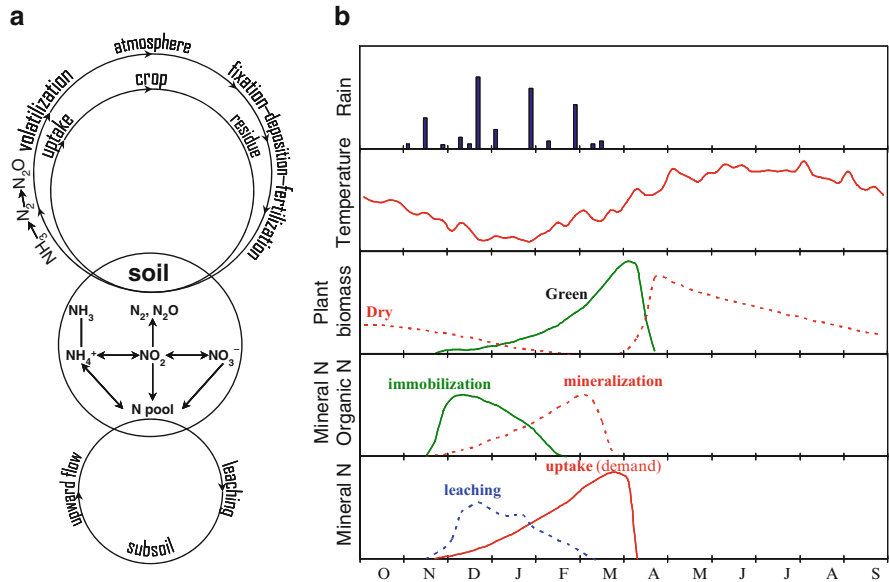 a
atmosphere
volatilization
fixation–deposition–fertilization
crop
uptake
residue
NH₃ N₂ N₂O
soil
NH₃
N₂, N₂O
NH₄⁺
NO₂
NO₃⁻
N pool
upward flow
leaching
subsoil
b
Rain
Temperature
Plant
biomass
Green
Dry
Mineral N
Organic N
immobilization
mineralization
Mineral N
uptake (demand)
leaching
O N D J F M A M J J A S